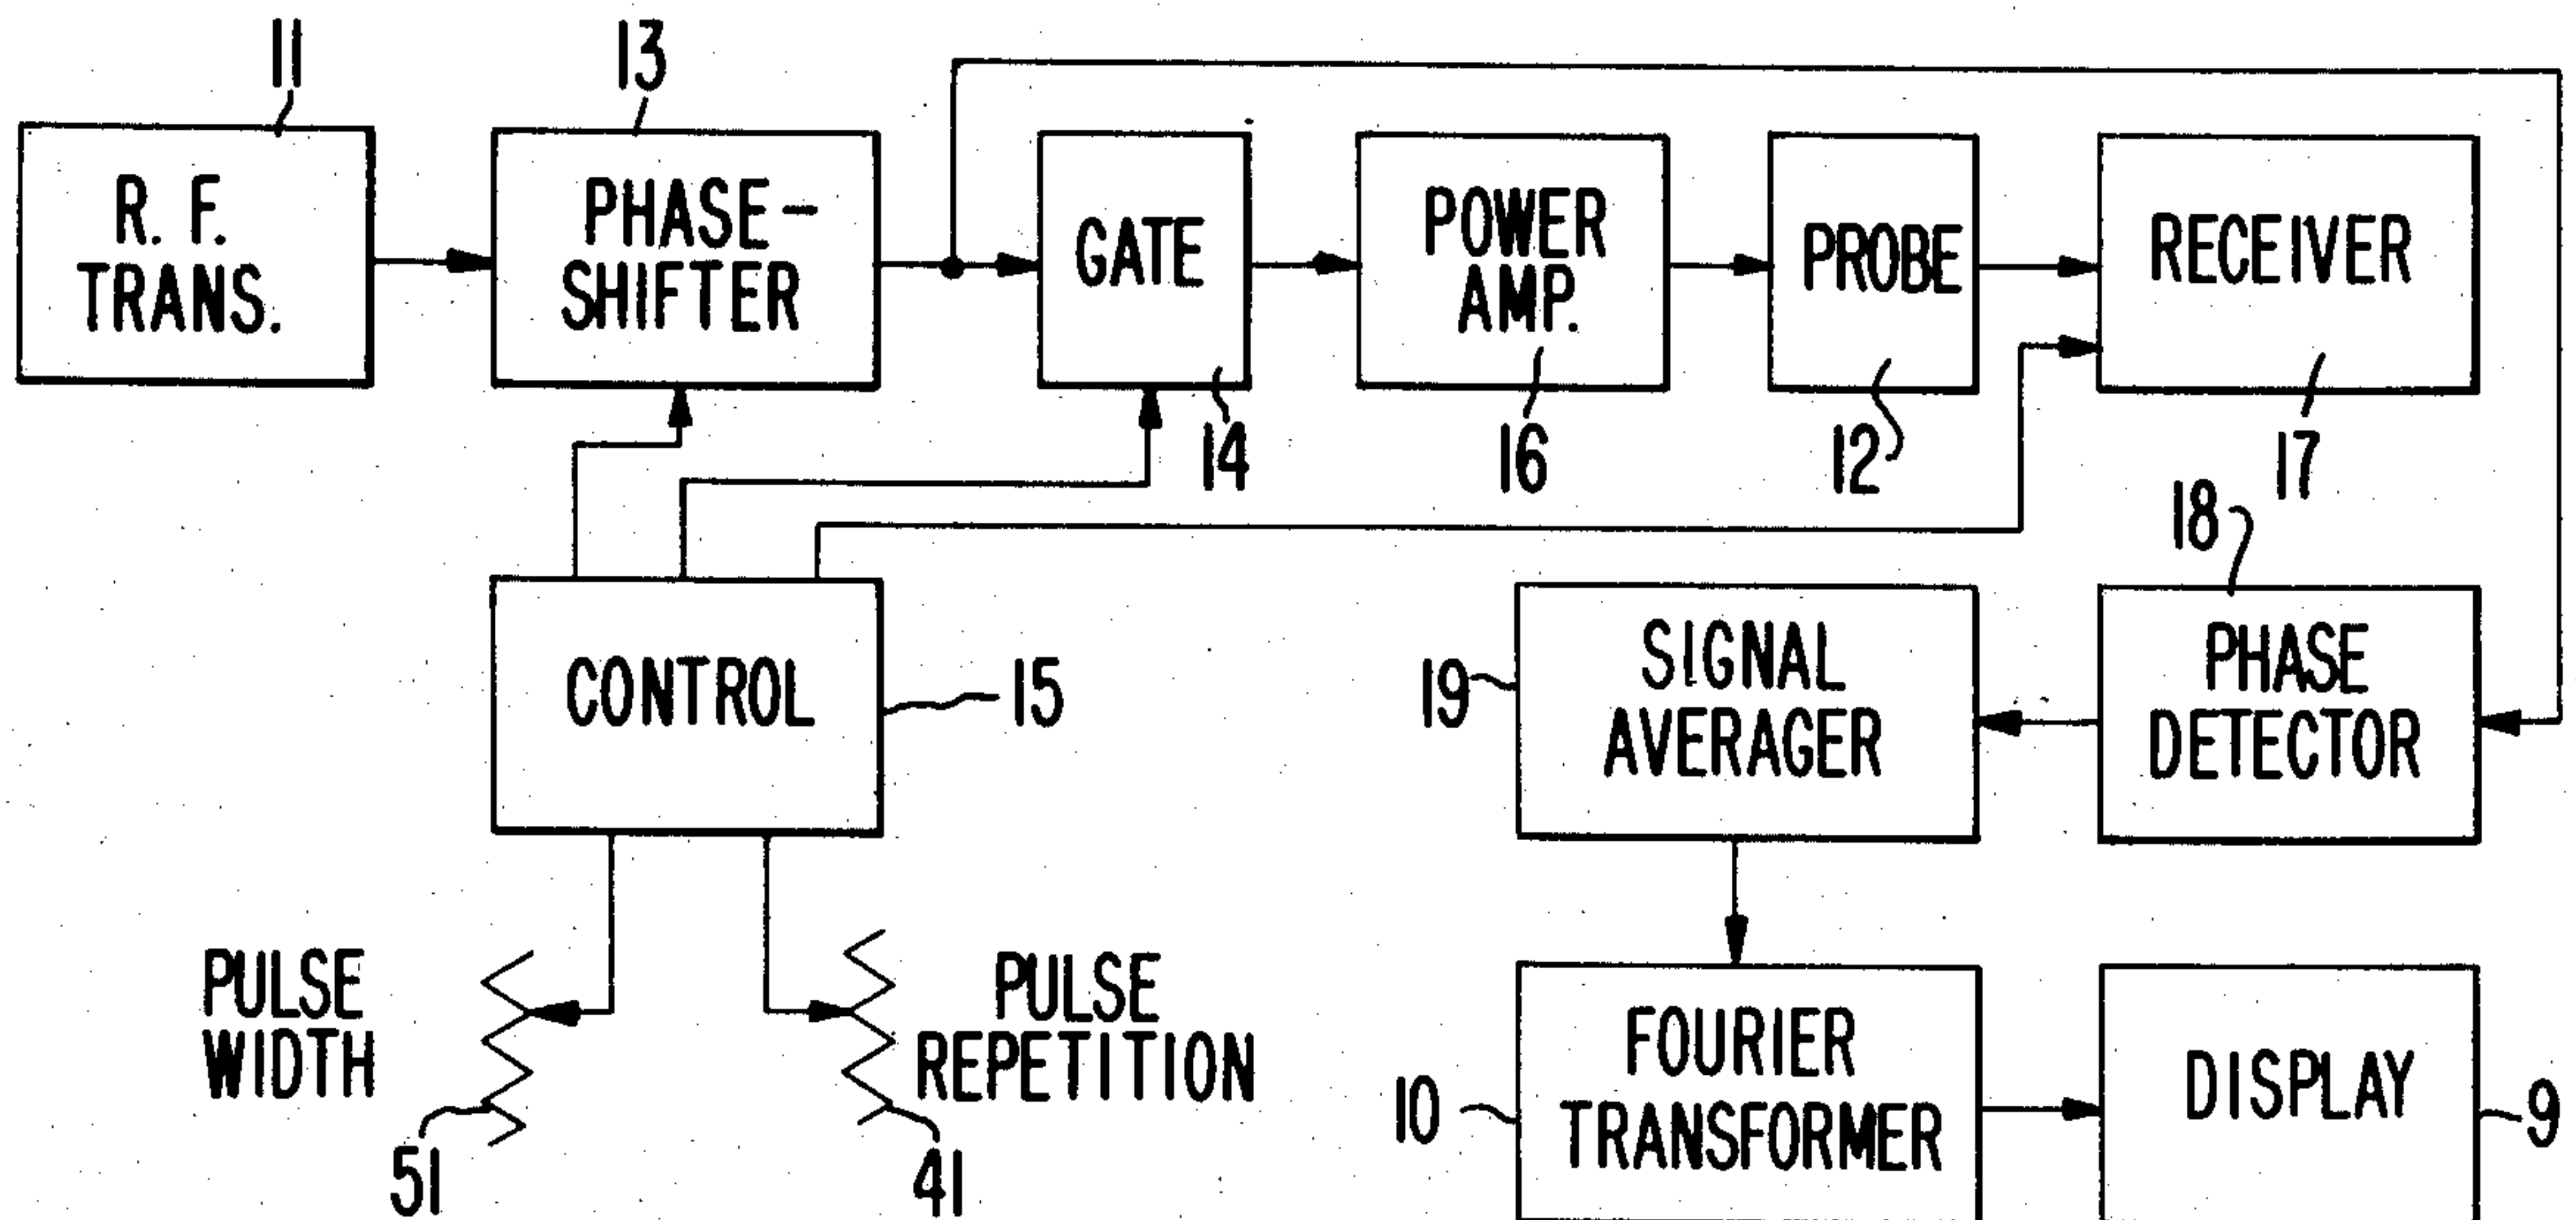 11
13
R. F.
TRANS.
PHASE-
SHIFTER
GATE
POWER
AMP.
PROBE
RECEIVER
14
16
12
17
18
CONTROL
15
19
SIGNAL
AVERAGER
PHASE
DETECTOR
PULSE
WIDTH
PULSE
REPETITION
51
41
10
FOURIER
TRANSFORMER
DISPLAY
9